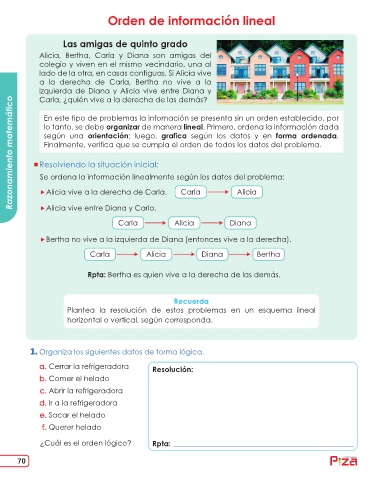 Orden de información lineal
Las amigas de quinto grado
Alicia, Bertha, Carla y Diana son amigas del
colegio y viven en el mismo vecindario, una al
lado de la otra, en casas contiguas. Si Alicia vive
a la derecha de Carla, Bertha no vive a la
izquierda de Diana y Alicia vive entre Diana y
Carla, ¿quién vive a la derecha de las demás?
En este tipo de problemas la información se presenta sin un orden establecido, por
lo tanto, se debe organizar de manera lineal. Primero, ordena la información dada
según una orientación; luego, grafica según los datos y en forma ordenada.
Finalmente, verifica que se cumpla el orden de todos los datos del problema.
Razonamiento matemático
Resolviendo la situación inicial:
Se ordena la información linealmente según los datos del problema:
Alicia vive a la derecha de Carla. Carla Alicia
Alicia vive entre Diana y Carla.
Carla Alicia Diana
Bertha no vive a la izquierda de Diana (entonces vive a la derecha).
Carla Alicia Diana Bertha
Rpta: Bertha es quien vive a la derecha de las demás.
Recuerda
Plantea la resolución de estos problemas en un esquema lineal
horizontal o vertical, según corresponda.
1. Organiza los siguientes datos de forma lógica.
a. Cerrar la refrigeradora
b. Comer el helado
c. Abrir la refrigeradora
d. Ir a la refrigeradora
e. Sacar el helado
f. Querer helado
¿Cuál es el orden lógico?
Resolución:
Rpta:
70